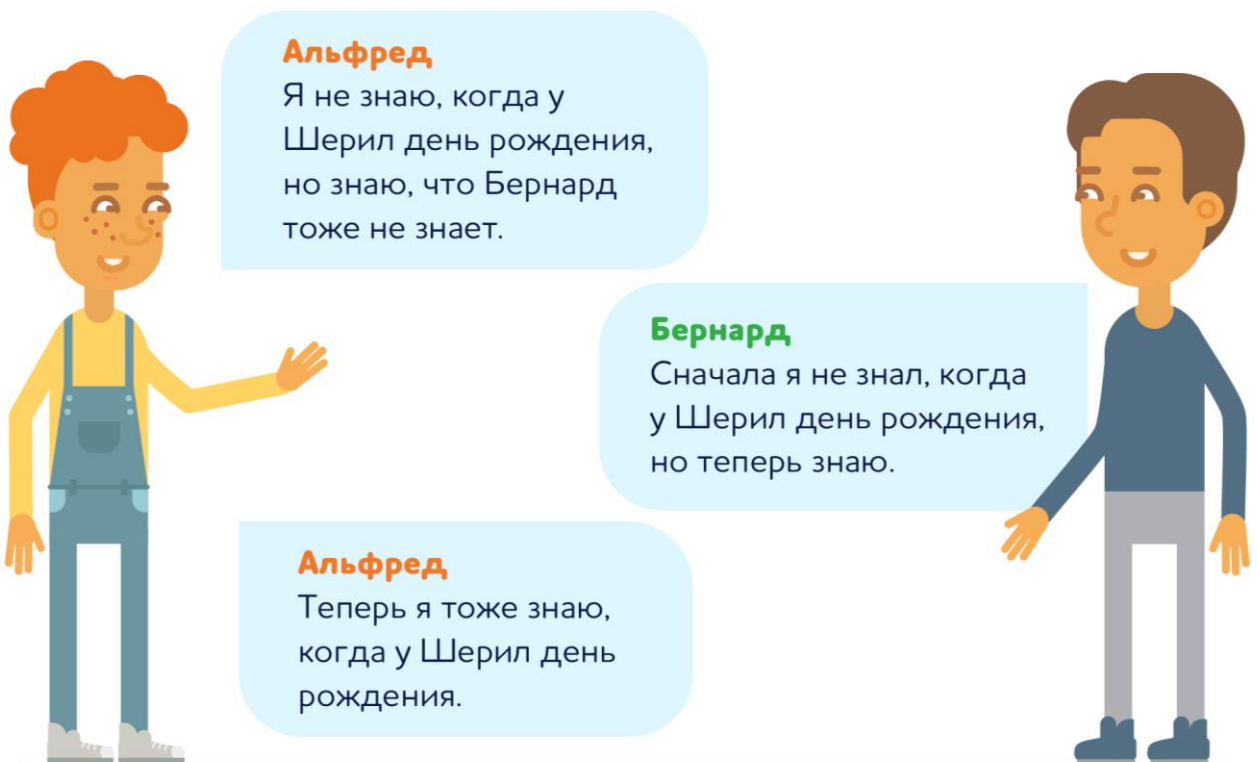 Альфред
Я не знаю, когда у
Шерил день рождения,
но знаю, что Бернард
тоже не знает.
Бернард
Сначала я не знал, когда
у Шерил день рождения,
но теперь знаю.
Альфред
Теперь я тоже знаю,
когда у Шерил день
рождения.